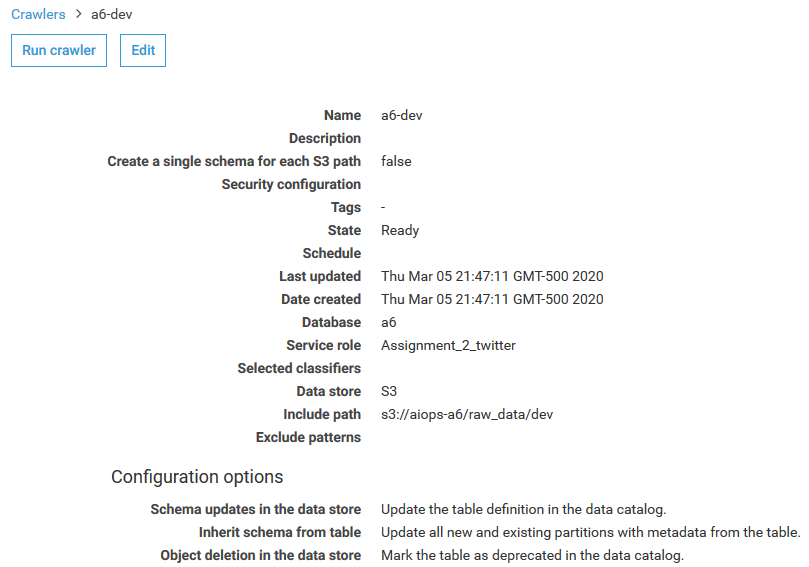 Crawlers > a6-dev
Run crawler Edit
Name a6-dev
Description
Create a single schema for each S3 path false
Security configuration
Tags -
State Ready
Schedule
Last updated Thu Mar 05 21:47:11 GMT-500 2020
Date created Thu Mar 05 21:47:11 GMT-500 2020
Database a6
Service role Assignment_2_twitter
Selected classifiers
Data store S3
Include path s3://aiops-a6/raw_data/dev
Exclude patterns
Configuration options
Schema updates in the data store Update the table definition in the data catalog.
Inherit schema from table Update all new and existing partitions with metadata from the table.
Object deletion in the data store Mark the table as deprecated in the data catalog.